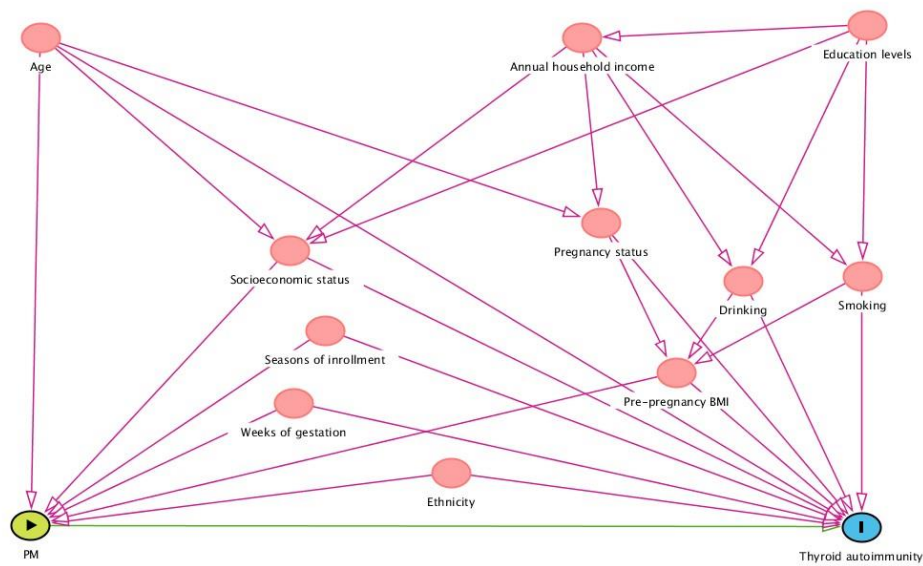 Age
Annual household income
Education levels
Pregnancy status
Socioeconomic status
Drinking
Smoking
Seasons of inrollment
Pre-pregnancy BMI
Weeks of gestation
Ethnicity
PM
Thyroid autoimmunity